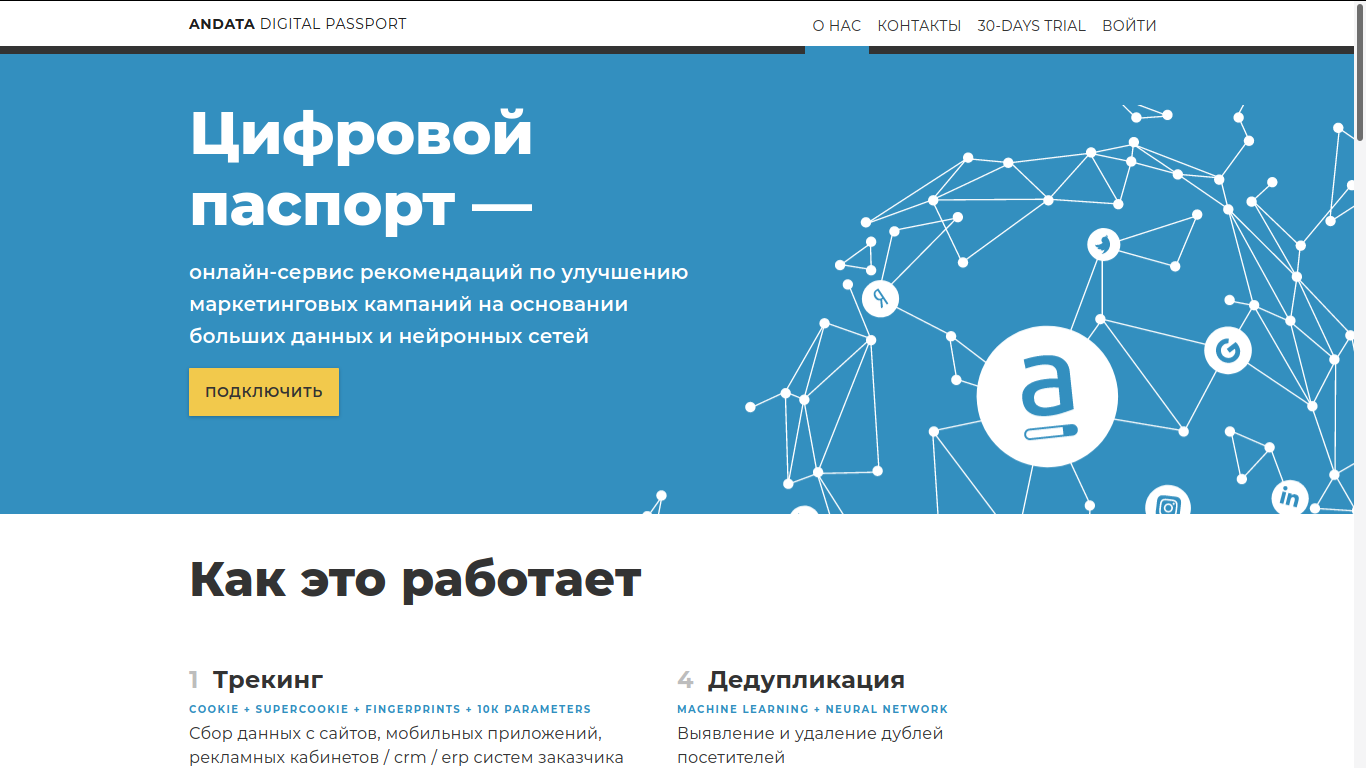 ANDATA DIGITAL PASSPORT
О НАС
КОНТАКТЫ
30-DAYS TRIAL
ВОЙТИ
Цифровой
паспорт —
онлайн-сервис рекомендаций по улучшению
маркетинговых кампаний на основании
больших данных и нейронных сетей
ПОДКЛЮЧИТЬ
Я
G
a
in
Как это работает
1 Трекинг
COOKIE + SUPERCOOKIE + FINGERPRINTS + 10K PARAMETERS
Сбор данных с сайтов, мобильных приложений,
рекламных кабинетов / crm / erp систем заказчика
4 Дедупликация
MACHINE LEARNING + NEURAL NETWORK
Выявление и удаление дублей
посетителей